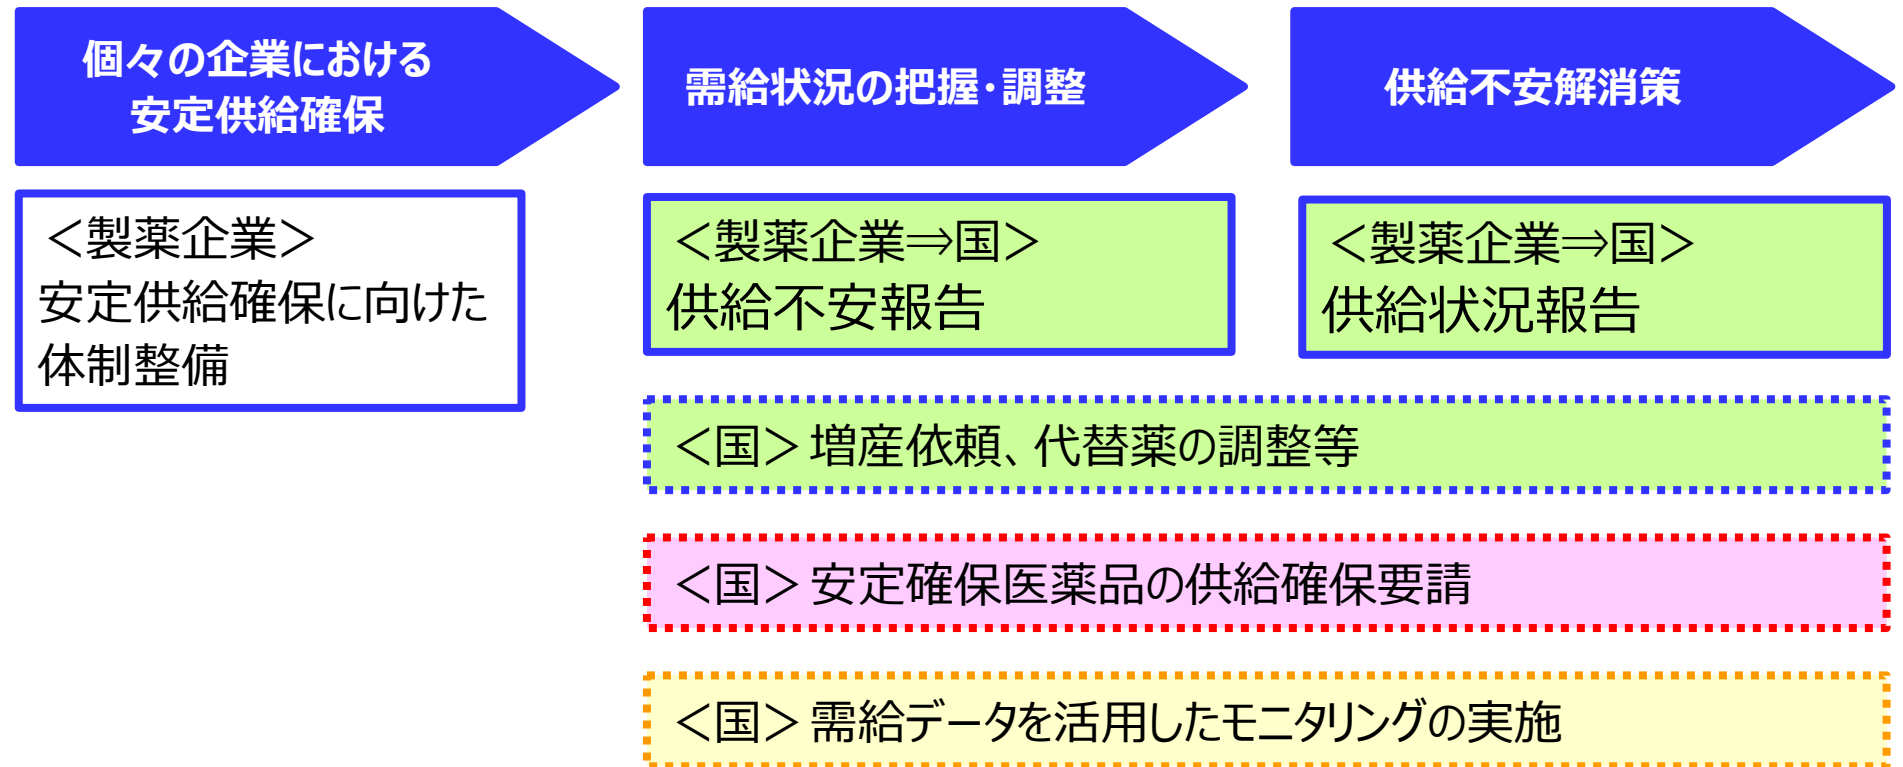 個々の企業における
安定供給確保
需給状況の把握・調整
供給不安解消策
＜製薬企業＞
安定供給確保に向けた
体制整備
＜製薬企業⇒国＞
供給不安報告
＜製薬企業⇒国＞
供給状況報告
＜国＞増産依頼、代替薬の調整等
＜国＞安定確保医薬品の供給確保要請
＜国＞需給データを活用したモニタリングの実施